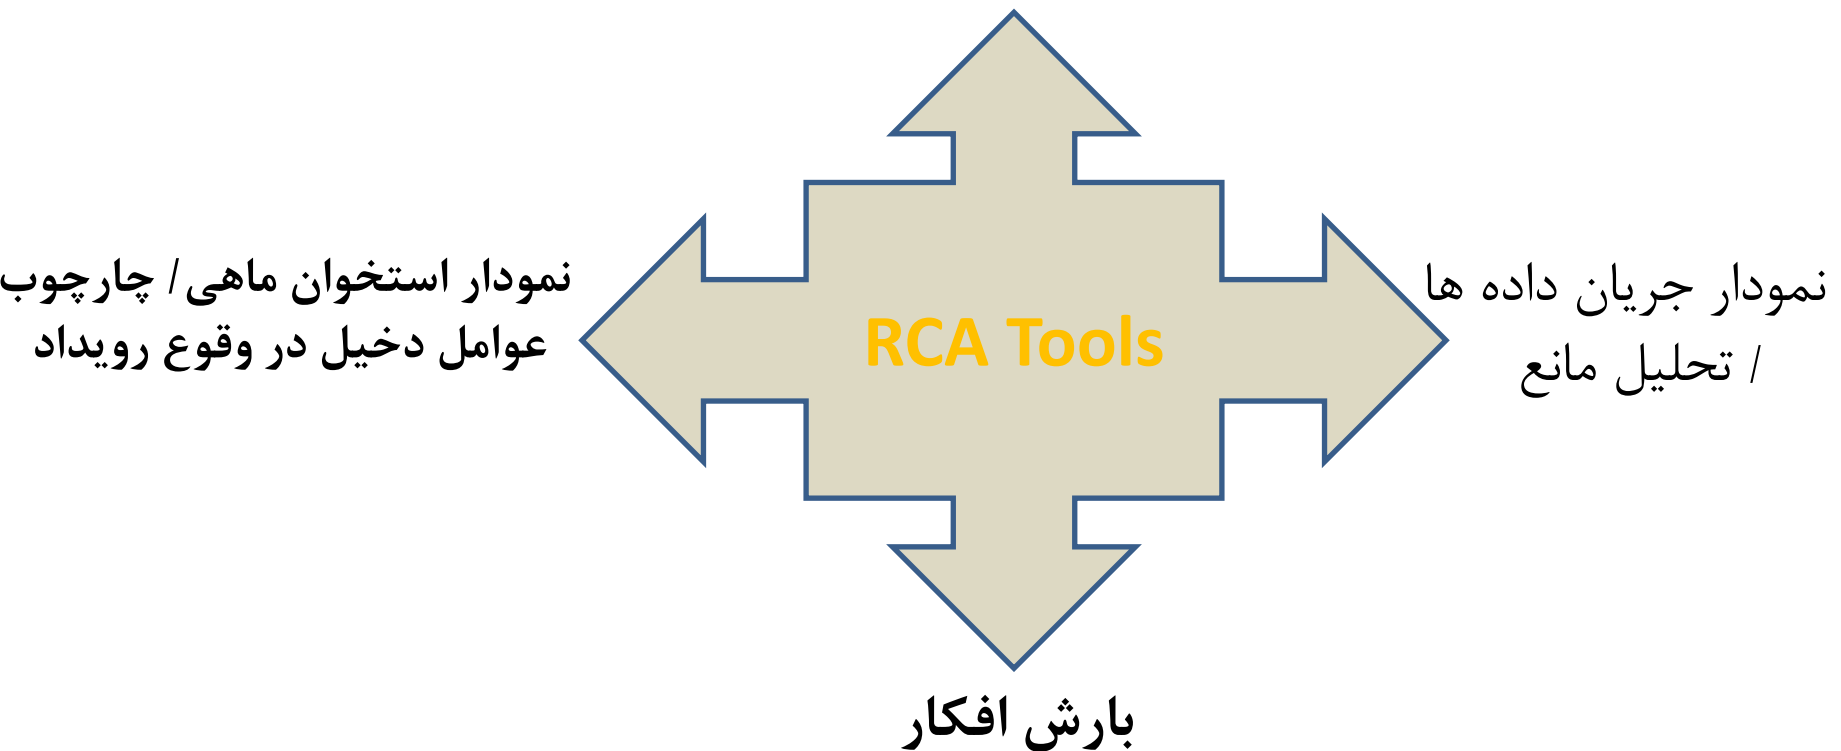 نمودار جریان داده ها
/ تحلیل مانع
RCA Tools
نمودار استخوان ماهی/ چارچوب
عوامل دخیل در وقوع رویداد
بارش افکار